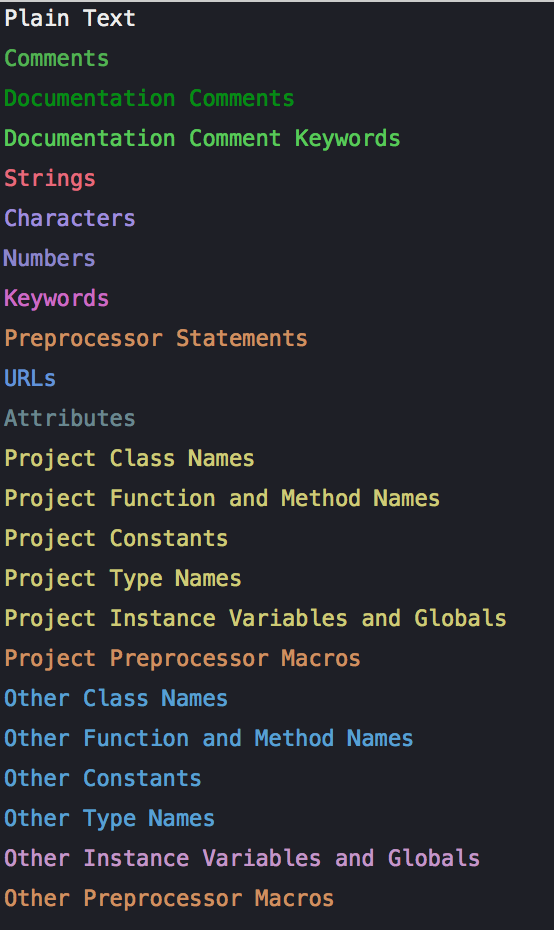 Plain Text
Comments
Documentation Comments
Documentation Comment Keywords
Strings
Characters
Numbers
Keywords
Preprocessor Statements
URLs
Attributes
Project Class Names
Project Function and Method Names
Project Constants
Project Type Names
Project Instance Variables and Globals
Project Preprocessor Macros
Other Class Names
Other Function and Method Names
Other Constants
Other Type Names
Other Instance Variables and Globals
Other Preprocessor Macros